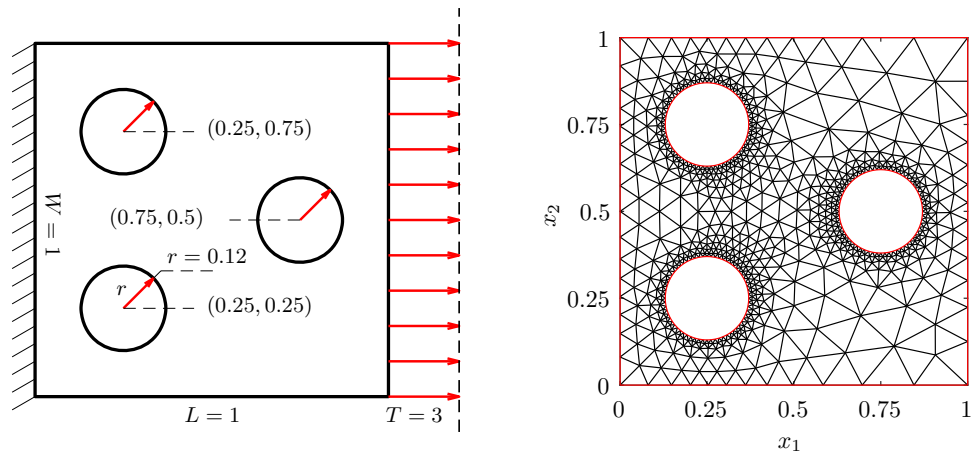 (0.25, 0.75)
(0.75, 0.5)
W = 1
r = 0.12
r
(0.25, 0.25)
L = 1
T = 3
1
0.75
x₂
0.5
0.25
0
0
0.25
0.5
0.75
1
x₁